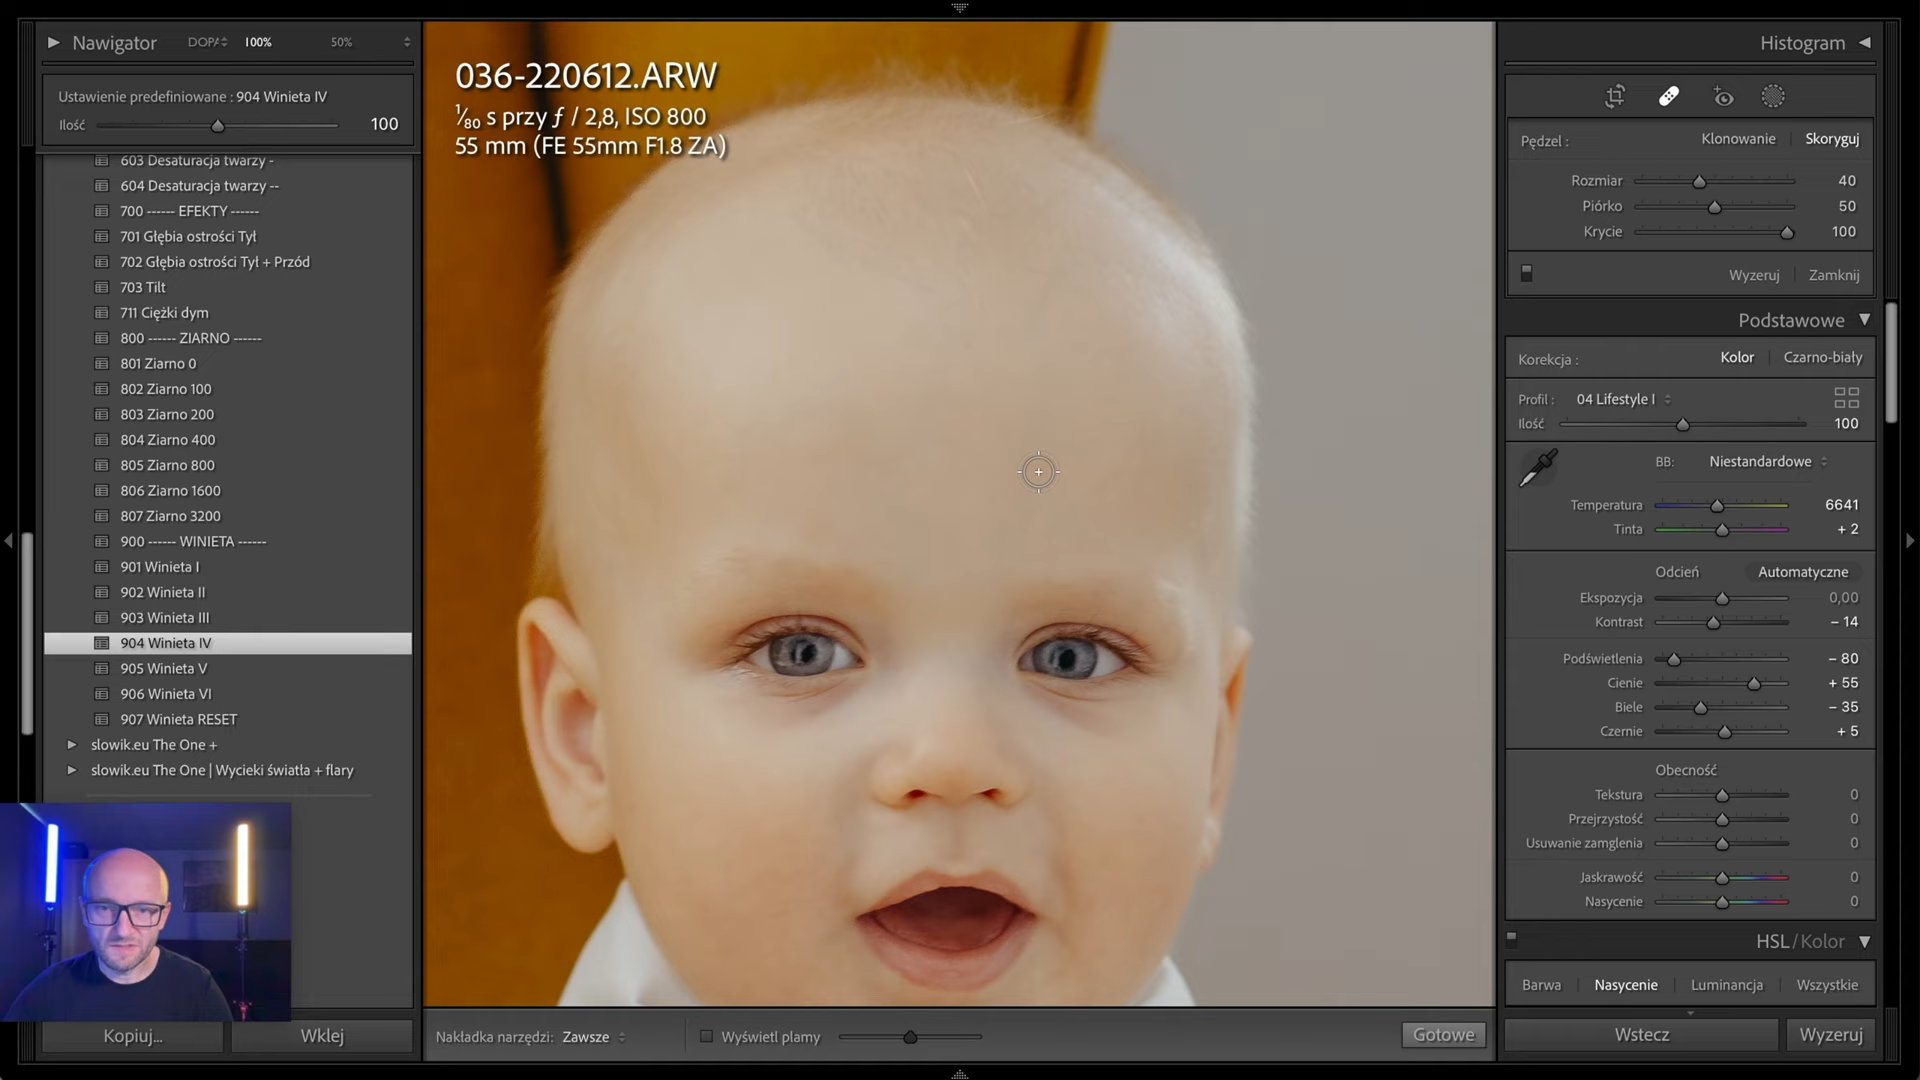 Nawigator
100%
50%
Ustawienie predefiniowane : 904 Winieta IV
Ilość
100
603 Desaturacja twarzy -
604 Desaturacja twarzy --
700 ------ EFEKTY ------
701 Głębia ostrości Tył
702 Głębia ostrości Tył + Przód
703 Tilt
711 Ciężki dym
800 ------ ZIARNO ------
801 Ziarno 0
802 Ziarno 100
803 Ziarno 200
804 Ziarno 400
805 Ziarno 800
806 Ziarno 1600
807 Ziarno 3200
900 ------ WINIETA ------
901 Winieta I
902 Winieta II
903 Winieta III
904 Winieta IV
905 Winieta V
906 Winieta VI
907 Winieta RESET
slowik.eu The One +
slowik.eu The One | Wycieki światła + flary
Kopiuj...
Wklej
036-220612.ARW
1/80 s przy ƒ / 2,8, ISO 800
55 mm (FE 55mm F1.8 ZA)
Nakładka narzędzi: Zawsze
Wyświetl plamy
Gotowe
Histogram
Pędzel :
Klonowanie
Skoryguj
Rozmiar
40
Piórko
50
Krycie
100
Wyzeruj
Zamknij
Podstawowe
Korekcja :
Kolor
Czarno-biały
Profil :
04 Lifestyle I
Ilość
100
BB:
Niestandardowe
Temperatura
6641
Tinta
+ 2
Odcień
Automatyczne
Ekspozycja
0,00
Kontrast
– 14
Podświetlenia
– 80
Cienie
+ 55
Biele
– 35
Czernie
+ 5
Obecność
Tekstura
0
Przejrzystość
0
Usuwanie zamglenia
0
Jaskrawość
0
Nasycenie
0
HSL / Kolor
Barwa
Nasycenie
Luminancja
Wszystkie
Wstecz
Wyzeruj